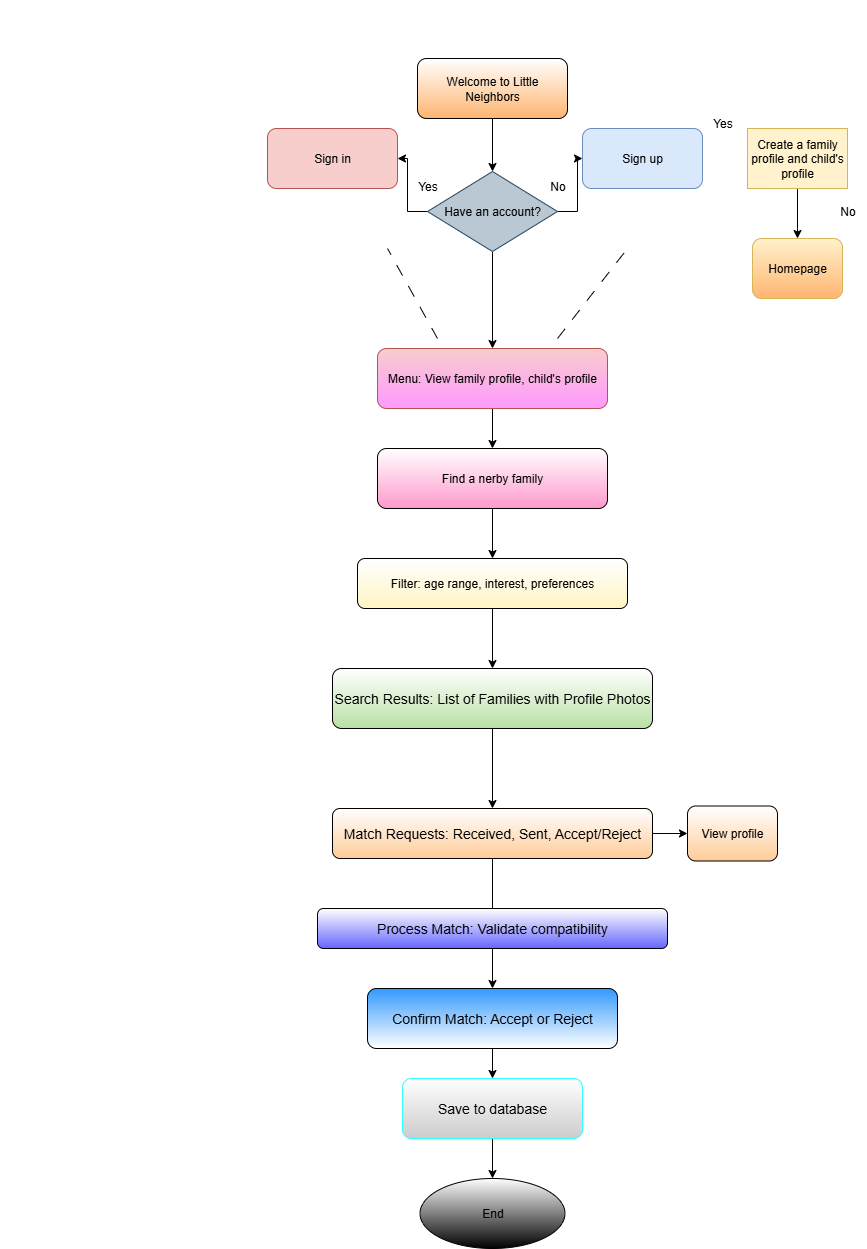 Welcome to Little
Neighbors
Yes
Sign in
Sign up
Create a family
profile and child's
profile
Yes
No
Have an account?
No
Homepage
Menu: View family profile, child's profile
Find a nerby family
Filter: age range, interest, preferences
Search Results: List of Families with Profile Photos
Match Requests: Received, Sent, Accept/Reject
View profile
Process Match: Validate compatibility
Confirm Match: Accept or Reject
Save to database
End